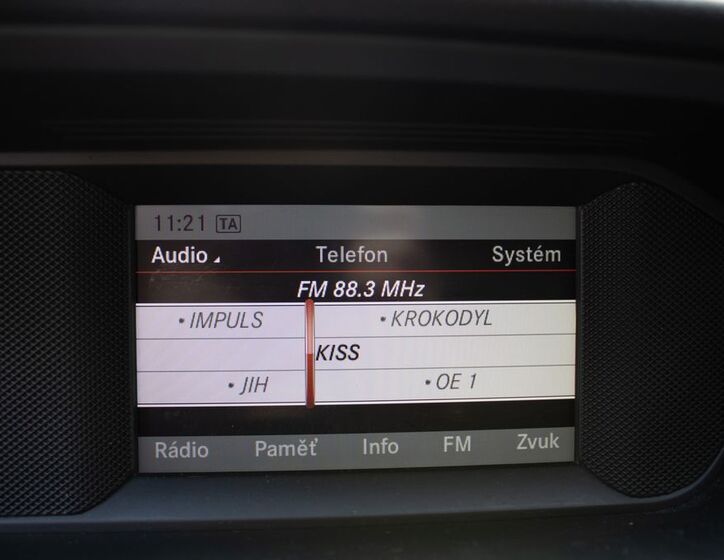 11:21 TA
Audio Telefon Systém
FM 88.3 MHz
• IMPULS • KROKODYL
KISS
• JIH • OE 1
Rádio Paměť Info FM Zvuk